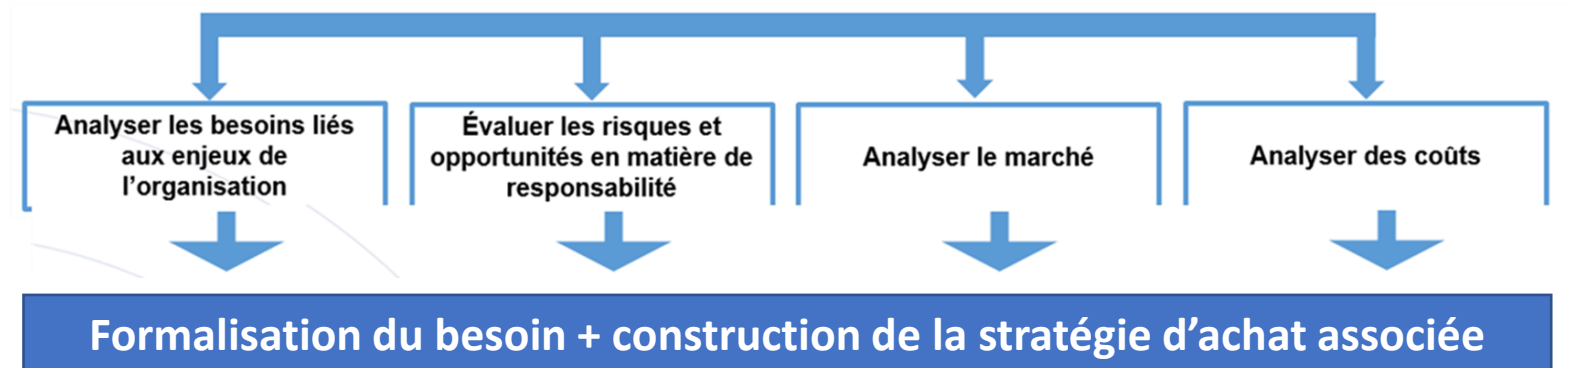 Analyser les besoins liés
aux enjeux de
l’organisation
Évaluer les risques et
opportunités en matière de
responsabilité
Analyser le marché
Analyser des coûts
Formalisation du besoin + construction de la stratégie d’achat associée